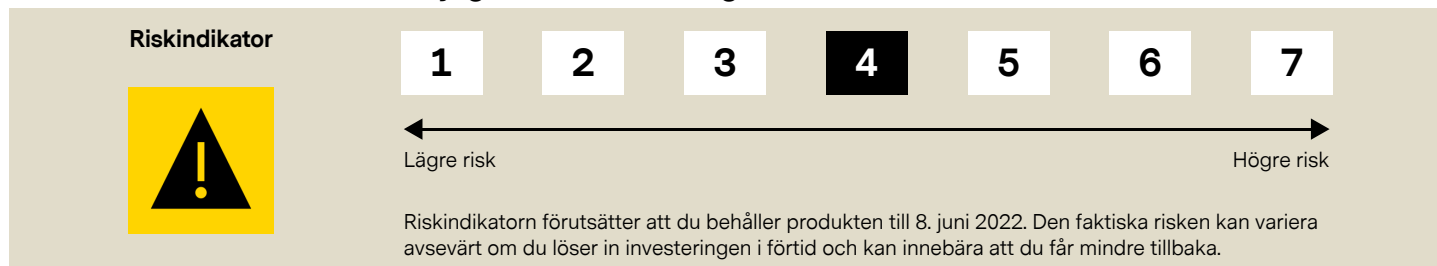 Riskindikator
1 2 3 4 5 6 7
Lägre risk Högre risk
Riskindikatorn förutsätter att du behåller produkten till 8. juni 2022. Den faktiska risken kan variera
avsevärt om du löser in investeringen i förtid och kan innebära att du får mindre tillbaka.